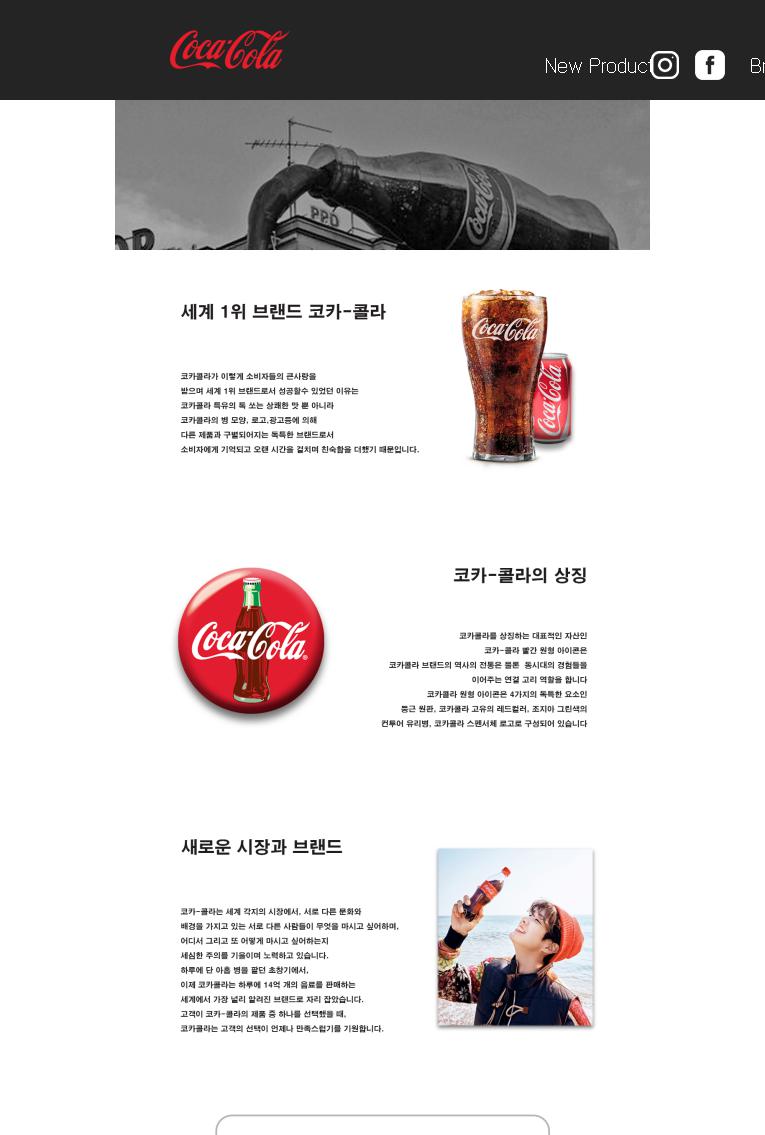 Coca-Cola
New Product
Br
PPD
OP
Coca-Cola
세계 1위 브랜드 코카-콜라
Coca-Cola
Coca-Cola
코카콜라가 이렇게 소비자들의 큰사랑을
받으며 세계 1위 브랜드로서 성공할수 있었던 이유는
코카콜라 특유의 톡 쏘는 상쾌한 맛 뿐 아니라
코카콜라의 병 모양, 로고,광고등에 의해
다른 제품과 구별되어지는 독특한 브랜드로서
소비자에게 기억되고 오랜 시간을 걸치며 친숙함을 더했기 때문입니다.
코카-콜라의 상징
Coca-Cola
코카콜라를 상징하는 대표적인 자산인
코카-콜라 빨간 원형 아이콘은
코카콜라 브랜드의 역사의 전통은 물론 동시대의 경험들을
이어주는 연결 고리 역할을 합니다
코카콜라 원형 아이콘은 4가지의 독특한 요소인
둥근 원판, 코카콜라 고유의 레드컬러, 조지아 그린색의
컨투어 유리병, 코카콜라 스펜서체 로고로 구성되어 있습니다
새로운 시장과 브랜드
코카-콜라는 세계 각지의 시장에서, 서로 다른 문화와
배경을 가지고 있는 서로 다른 사람들이 무엇을 마시고 싶어하며,
어디서 그리고 또 어떻게 마시고 싶어하는지
세심한 주의를 기울이며 노력하고 있습니다.
하루에 단 아홉 병을 팔던 초창기에서,
이제 코카콜라는 하루에 14억 개의 음료를 판매하는
세계에서 가장 널리 알려진 브랜드로 자리 잡았습니다.
고객이 코카-콜라의 제품 중 하나를 선택했을 때,
코카콜라는 고객의 선택이 언제나 만족스럽기를 기원합니다.